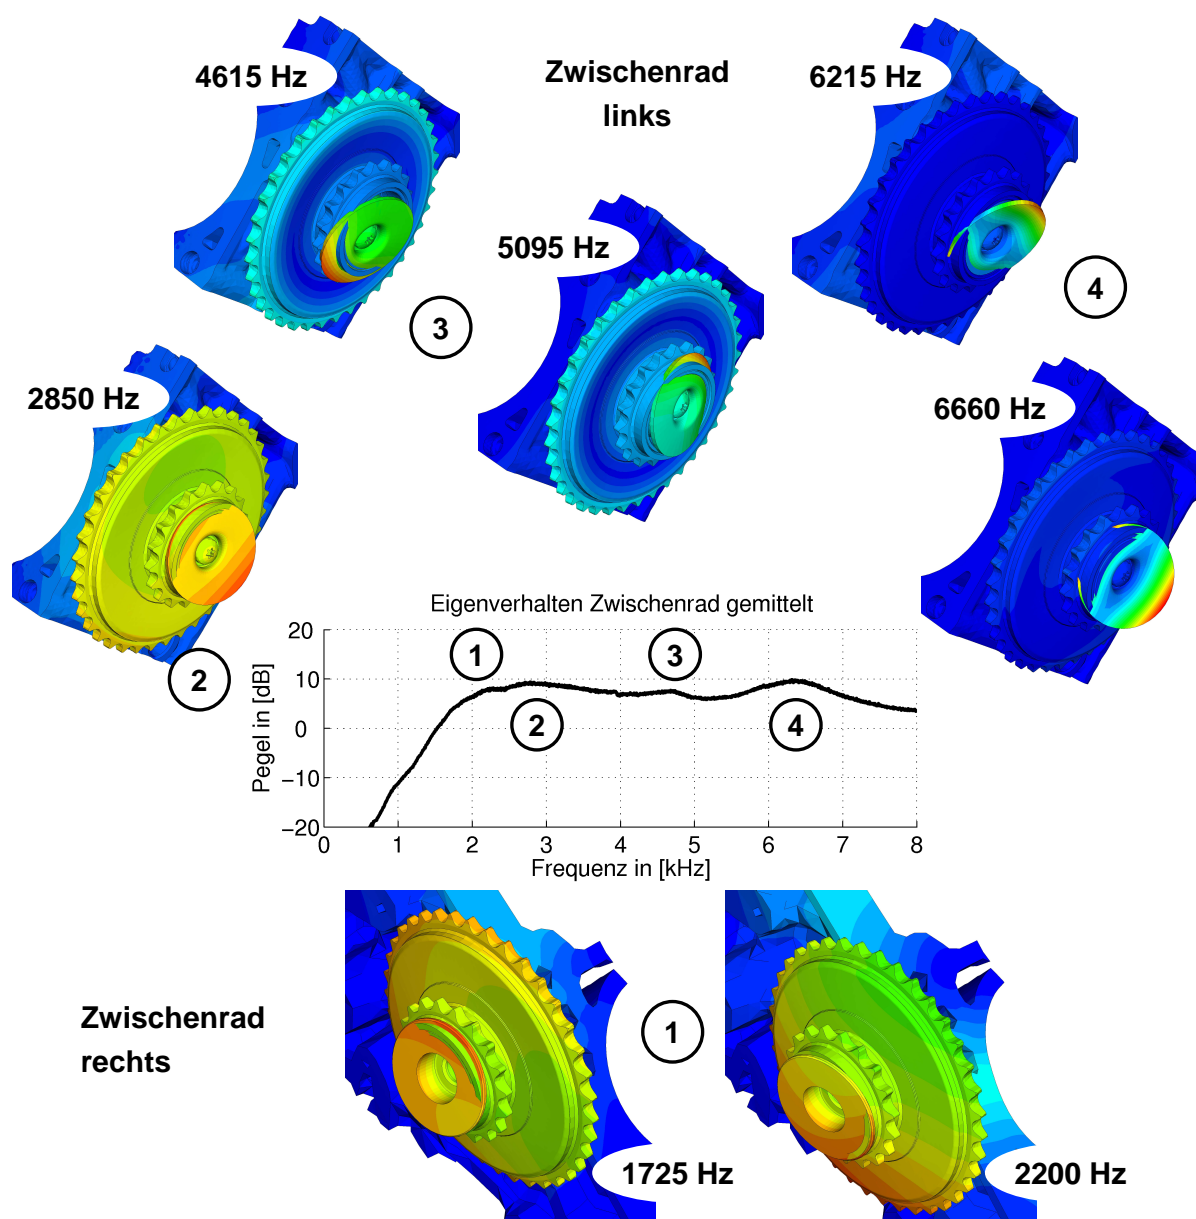 4615 Hz
Zwischenrad
links
6215 Hz
5095 Hz
4
3
2850 Hz
6660 Hz
2
Eigenverhalten Zwischenrad gemittelt
20
10
0
−10
−20
Pegel in [dB]
1
3
2
4
0 1 2 3 4 5 6 7 8
Frequenz in [kHz]
Zwischenrad
rechts
1
1725 Hz
2200 Hz